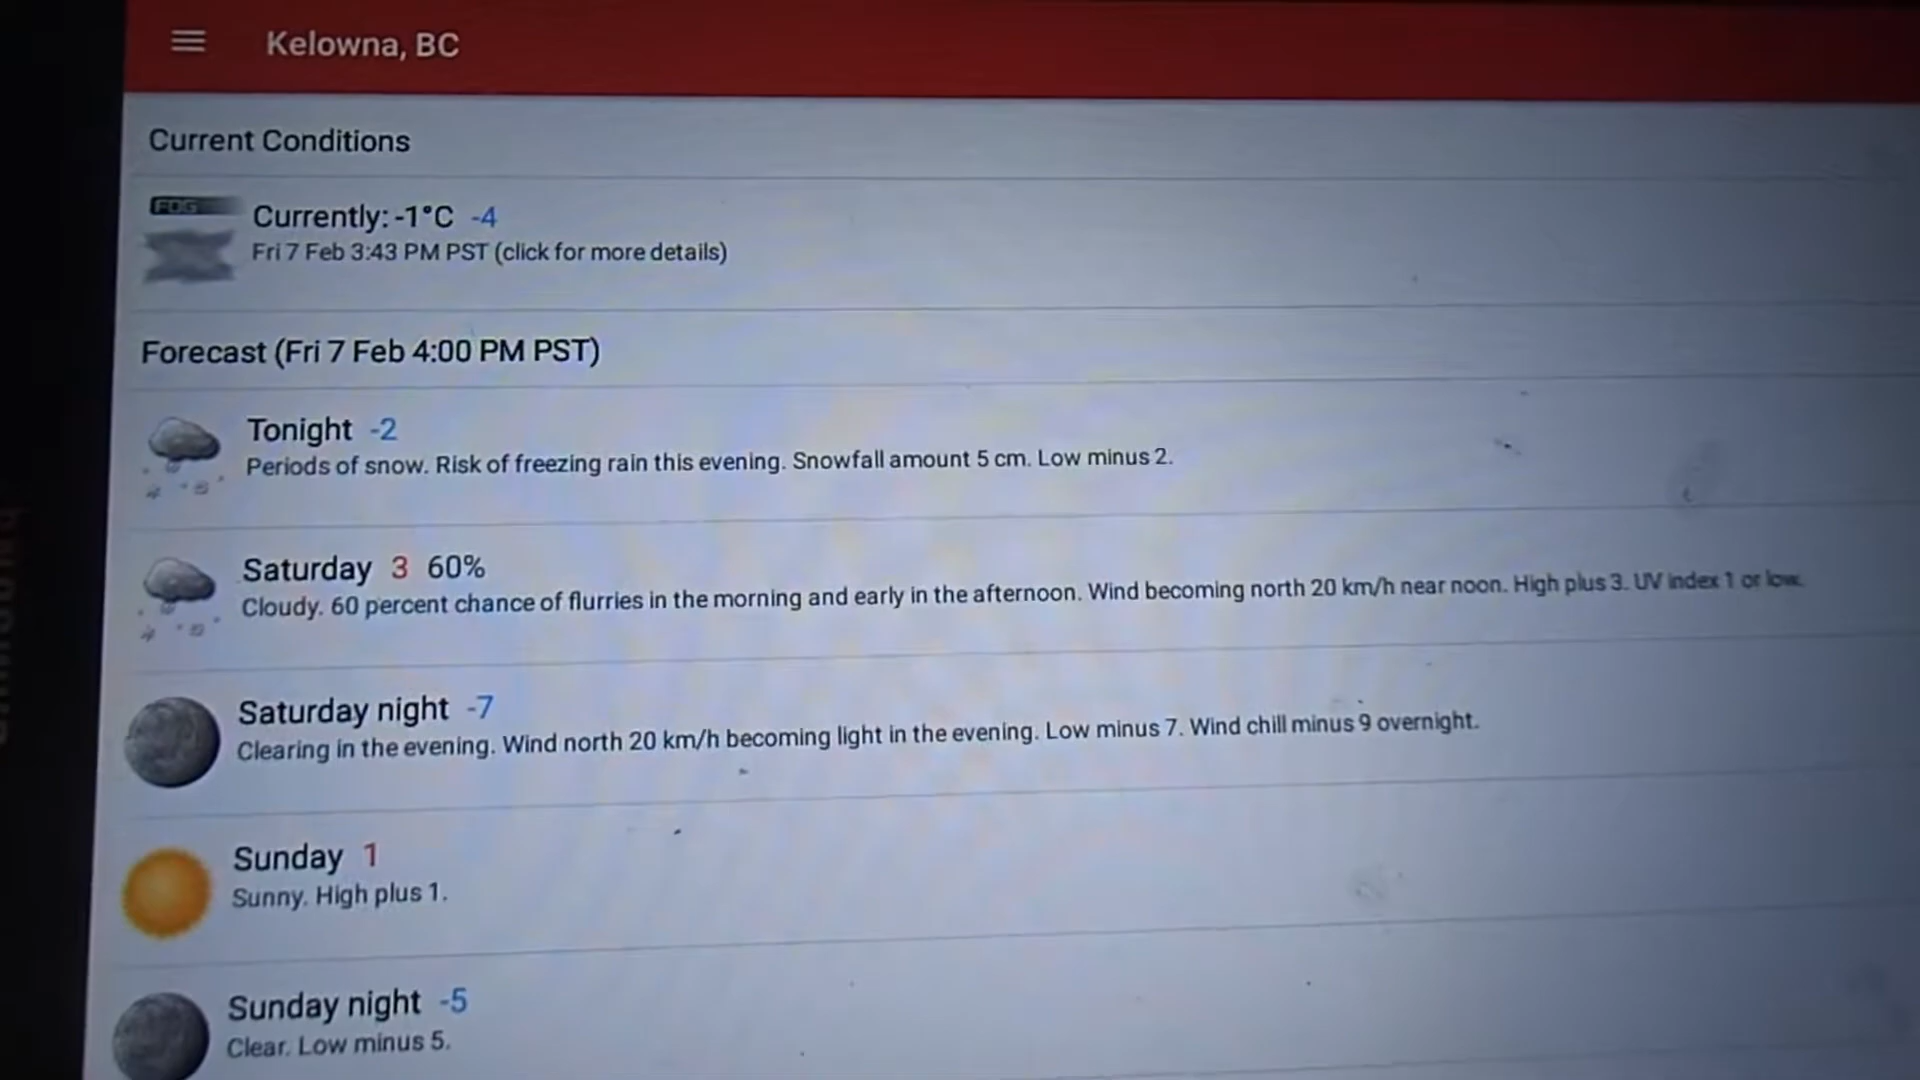 Kelowna, BC
Current Conditions
FOG
Currently: -1°C -4
Fri 7 Feb 3:43 PM PST (click for more details)
Forecast (Fri 7 Feb 4:00 PM PST)
Tonight -2
Periods of snow. Risk of freezing rain this evening. Snowfall amount 5 cm. Low minus 2.
Saturday 3 60%
Cloudy. 60 percent chance of flurries in the morning and early in the afternoon. Wind becoming north 20 km/h near noon. High plus 3. UV index 1 or low.
Saturday night -7
Clearing in the evening. Wind north 20 km/h becoming light in the evening. Low minus 7. Wind chill minus 9 overnight.
Sunday 1
Sunny. High plus 1.
Sunday night -5
Clear. Low minus 5.